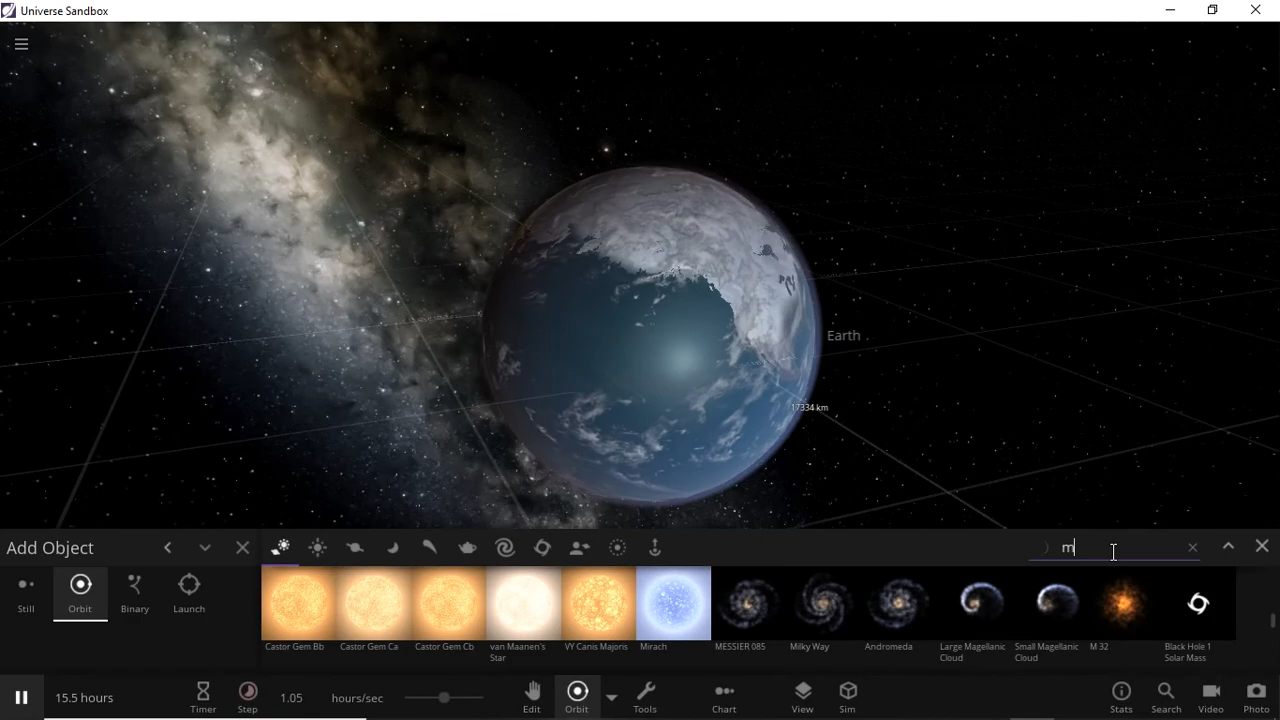 Universe Sandbox
Earth
17334 km
Add Object
m
Still
Orbit
Binary
Launch
Castor Gem Bb
Castor Gem Ca
Castor Gem Cb
van Maanen's
Star
VY Canis Majoris
Mirach
MESSIER 085
Milky Way
Andromeda
Large Magellanic
Cloud
Small Magellanic
Cloud
M 32
Black Hole 1
Solar Mass
15.5 hours
Timer
Step
1.05
hours/sec
Edit
Orbit
Tools
Chart
View
Sim
Stats
Search
Video
Photo